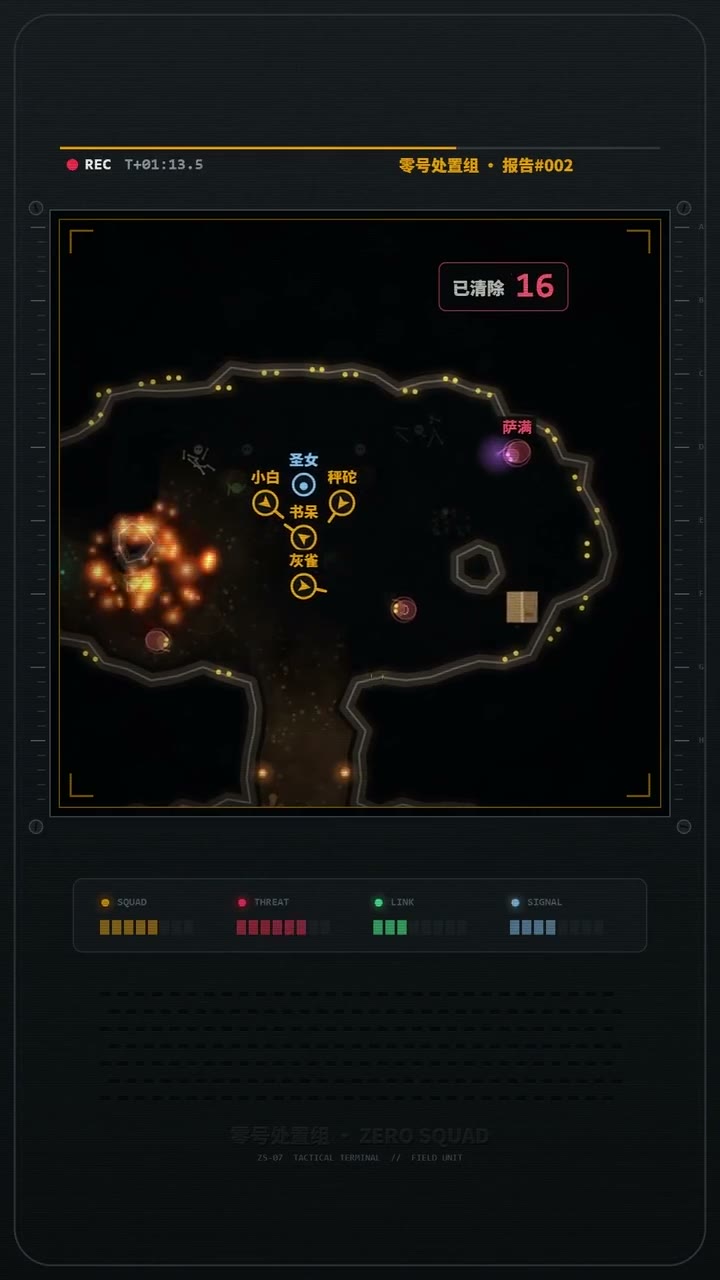 REC T+01:13.5 零号处置组 • 报告#002
已清除 16
萨满
圣女
小白 秤砣
书呆
灰雀
A
B
C
D
E
F
G
H
SQUAD THREAT LINK SIGNAL
零号处置组 • ZERO SQUAD
ZS-07 TACTICAL TERMINAL // FIELD UNIT